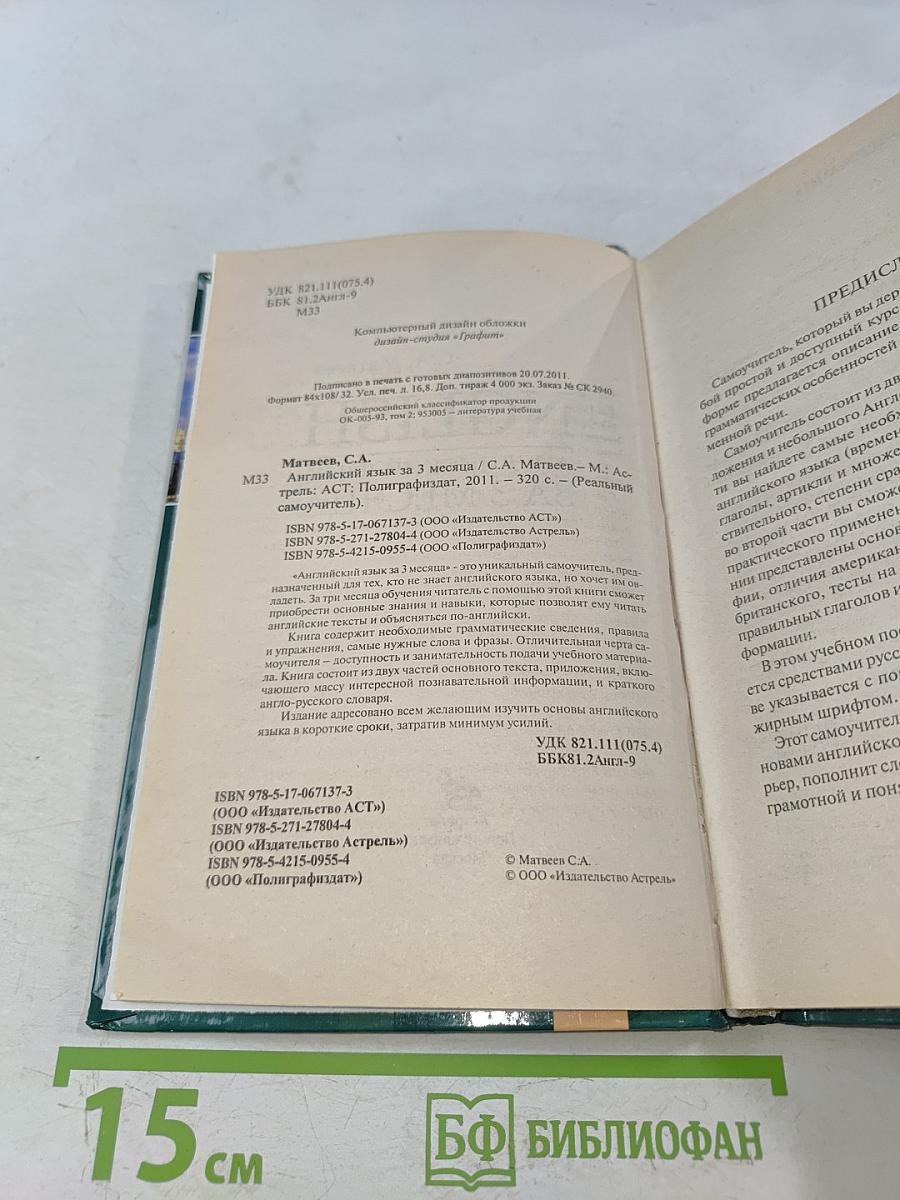 УДК 821.111(075.4)
ББК 81.2Англ-9
М33
Компьютерный дизайн обложки
дизайн-студия «Графит»
Подписано в печать с готовых диапозитивов 20.07.2011.
Формат 84х108/32. Усл. печ. л. 16,8. Доп. тираж 4 000 экз. Заказ № СК 2940.
Общероссийский классификатор продукции
ОК-005-93, том 2; 953005 – литература учебная
Матвеев, С.А.
М33 Английский язык за 3 месяца / С.А. Матвеев.– М.: Ас-
трель: АСТ; Полиграфиздат, 2011. – 320 с. – (Реальный
самоучитель).
ISBN 978-5-17-067137-3 (ООО «Издательство АСТ»)
ISBN 978-5-271-27804-4 (ООО «Издательство Астрель»)
ISBN 978-5-4215-0955-4 (ООО «Полиграфиздат»)
«Английский язык за 3 месяца» - это уникальный самоучитель, пред-
назначенный для тех, кто не знает английского языка, но хочет им ов-
ладеть. За три месяца обучения читатель с помощью этой книги сможет
приобрести основные знания и навыки, которые позволят ему читать
английские тексты и объясняться по-английски.
Книга содержит необходимые грамматические сведения, правила
и упражнения, самые нужные слова и фразы. Отличительная черта са-
моучителя – доступность и занимательность подачи учебного материа-
ла. Книга состоит из двух частей основного текста, приложения, вклю-
чающего массу интересной познавательной информации, и краткого
англо-русского словаря.
Издание адресовано всем желающим изучить основы английского
языка в короткие сроки, затратив минимум усилий.
УДК 821.111(075.4)
ББК81.2Англ-9
ISBN 978-5-17-067137-3
(ООО «Издательство АСТ»)
ISBN 978-5-271-27804-4
(ООО «Издательство Астрель»)
ISBN 978-5-4215-0955-4
(ООО «Полиграфиздат»)
© Матвеев С.А.
© ООО «Издательство Астрель»
ПРЕДИСЛ
Самоучитель, который вы дер
бой простой и доступный курс
форме предлагается описание
грамматических особенностей
менной речи.
Самоучитель состоит из дв
ложения и небольшого Англ
ти вы найдете самые необх
английского языка (времен
глаголы, артикли и множе
ствительного, степени сра
во второй части вы сможе
практического применен
нии представлены основ
фии, отличия американ
британского, тесты на
правильных глаголов и
формации.
В этом учебном пос
ется средствами русс
ве указывается с по
жирным шрифтом.
Этот самоучител
новами английско
рьер, пополнит сло
грамотной и поня
15 см
БФ БИБЛИОФАН